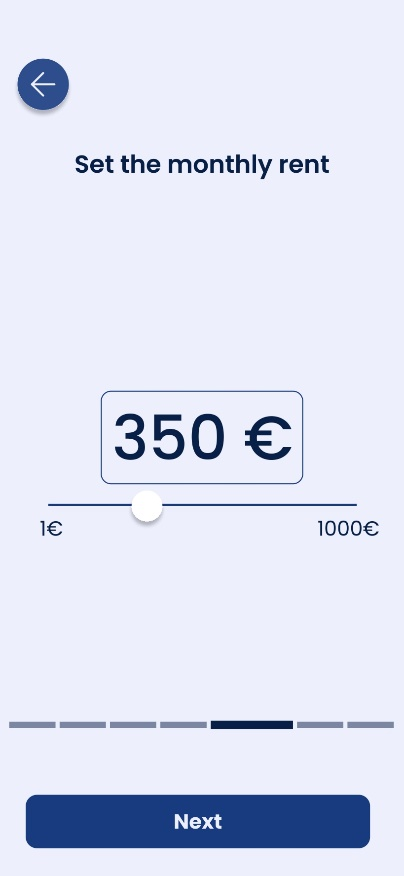 Set the monthly rent
350 €
1€ 1000€
Next